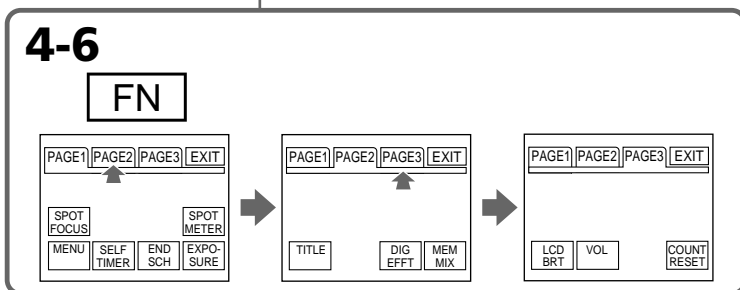 4-6
FN
PAGE1 PAGE2 PAGE3 EXIT
SPOT FOCUS
SPOT METER
MENU
SELF TIMER
END SCH
EXPO-
SURE
PAGE1 PAGE2 PAGE3 EXIT
TITLE
DIG EFFT
MEM MIX
PAGE1 PAGE2 PAGE3 EXIT
LCD BRT
VOL
COUNT RESET